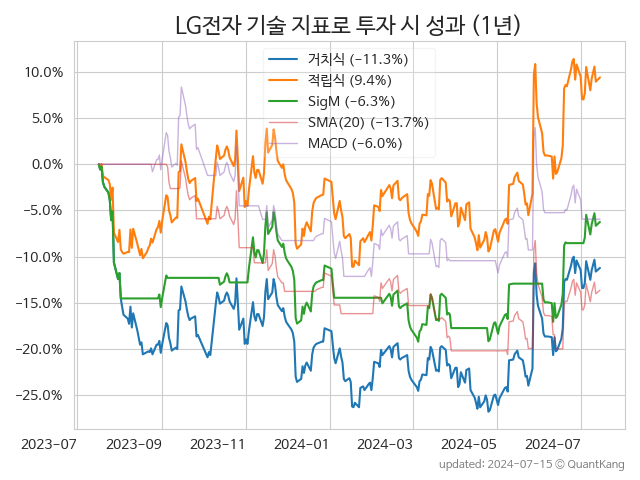 LG전자 기술 지표로 투자 시 성과 (1년)
거치식 (−11.3%)
적립식 (9.4%)
SigM (−6.3%)
SMA(20) (−13.7%)
MACD (−6.0%)
10.0%
5.0%
0.0%
−5.0%
−10.0%
−15.0%
−20.0%
−25.0%
2023−07 2023−09 2023−11 2024−01 2024−03 2024−05 2024−07
updated: 2024-07-15 © QuantKang